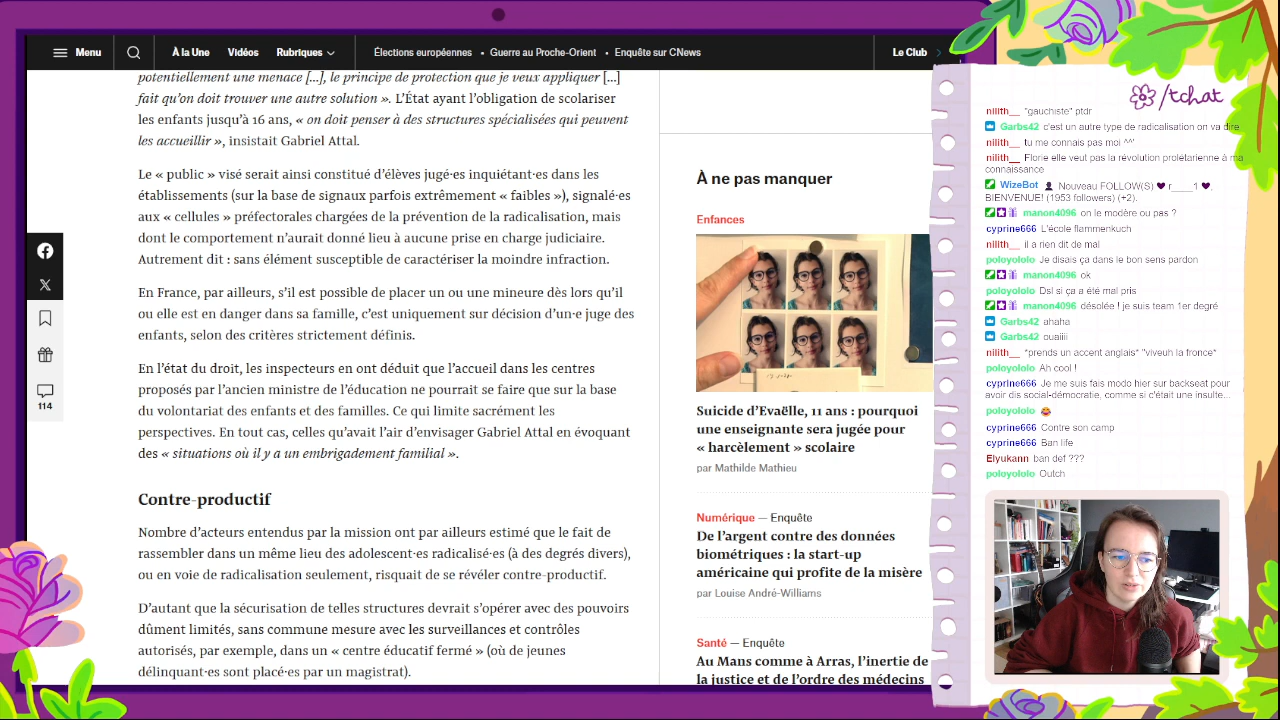 Menu
À la Une
Vidéos
Rubriques
Élections européennes
• Guerre au Proche-Orient
• Enquête sur CNews
Le Club
potentiellement une menace [...], le principe de protection que je veux appliquer [...]
fait qu’on doit trouver une autre solution ». L’État ayant l’obligation de scolariser
les enfants jusqu’à 16 ans, « on doit penser à des structures spécialisées qui peuvent
les accueillir », insistait Gabriel Attal.
Le « public » visé serait ainsi constitué d’élèves jugé·es inquiétant·es dans les
établissements (sur la base de signaux parfois extrêmement « faibles »), signalé·es
aux « cellules » préfectorales chargées de la prévention de la radicalisation, mais
dont le comportement n’aurait donné lieu à aucune prise en charge judiciaire.
Autrement dit : sans élément susceptible de caractériser la moindre infraction.
En France, par ailleurs, s’il est possible de placer un ou une mineure dès lors qu’il
ou elle est en danger dans sa famille, c’est uniquement sur décision d’un·e juge des
enfants, selon des critères strictement définis.
En l’état du droit, les inspecteurs en ont déduit que l’accueil dans les centres
proposés par l’ancien ministre de l’éducation ne pourrait se faire que sur la base
du volontariat des enfants et des familles. Ce qui limite sacrément les
perspectives. En tout cas, celles qu’avait l’air d’envisager Gabriel Attal en évoquant
des « situations où il y a un embrigadement familial ».
Contre-productif
Nombre d’acteurs entendus par la mission ont par ailleurs estimé que le fait de
rassembler dans un même lieu des adolescent·es radicalisé·es (à des degrés divers),
ou en voie de radicalisation seulement, risquait de se révéler contre-productif.
D’autant que la sécurisation de telles structures devrait s’opérer avec des pouvoirs
dûment limités, sans commune mesure avec les surveillances et contrôles
autorisés, par exemple, dans un « centre éducatif fermé » (où de jeunes
délinquant·es sont placé·es par un magistrat).
114
À ne pas manquer
Enfances
Suicide d’Evaëlle, 11 ans : pourquoi
une enseignante sera jugée pour
« harcèlement » scolaire
par Mathilde Mathieu
Numérique — Enquête
De l’argent contre des données
biométriques : la start-up
américaine qui profite de la misère
par Louise André-Williams
Santé — Enquête
Au Mans comme à Arras, l’inertie de
la justice et de l’ordre des médecins
/tchat
nilith__ "gauchiste" ptdr
Garbs42 c'est un autre type de radicalisation on va dire
nilith__ tu me connais pas moi ^^'
nilith__ Florie elle veut pas la révolution prolétarienne à ma
connaissance
WizeBot Nouveau FOLLOW(S) r____1
BIENVENUE! (1953 followers) (+2).
manon4096 on le modère ou pas ?
cyprine666 L'école flammenkuch
nilith__ il a rien dit de mal
poloyololo Je disais ça dans le bon sens pardon
manon4096 ok
poloyololo Dsl si ça a été mal pris
manon4096 désolée ! je suis team 1er degré
Garbs42 ahaha
Garbs42 ouaiiii
nilith__ *prends un accent anglais* "viveuh la fronce"
poloyololo Ah cool !
cyprine666 Je me suis fais modo hier sur backseat pour
avoir dis social-démocratie, comme si c'était une insulte...
poloyololo 😂
cyprine666 Contre son camp
cyprine666 Ban life
Elyukann ban def ???
poloyololo Outch